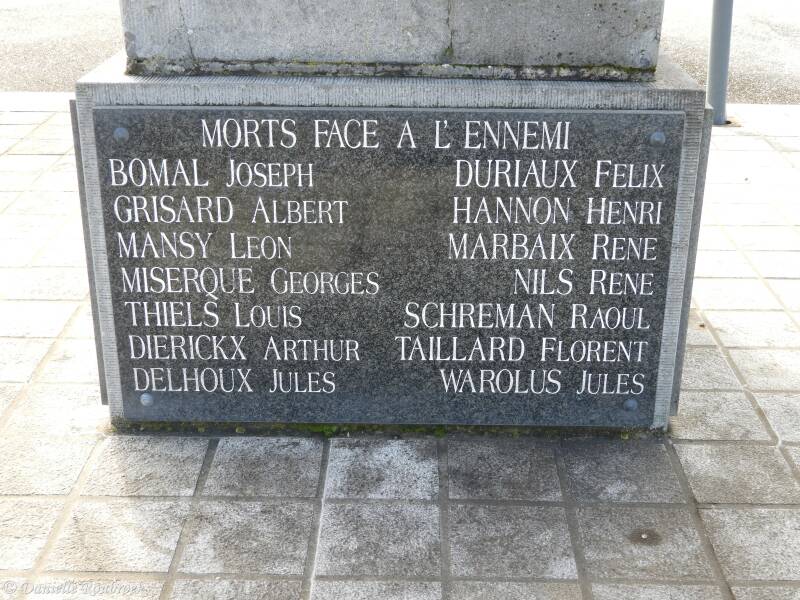 MORTS FACE A L' ENNEMI
BOMAL JOSEPH DURIAUX FELIX
GRISARD ALBERT HANNON HENRI
MANSY LEON MARBAIX RENE
MISERQUE GEORGES NILS RENE
THIELS LOUIS SCHREMAN RAOUL
DIERICKX ARTHUR TAILLARD FLORENT
DELHOUX JULES WAROLUS JULES
© Danielle